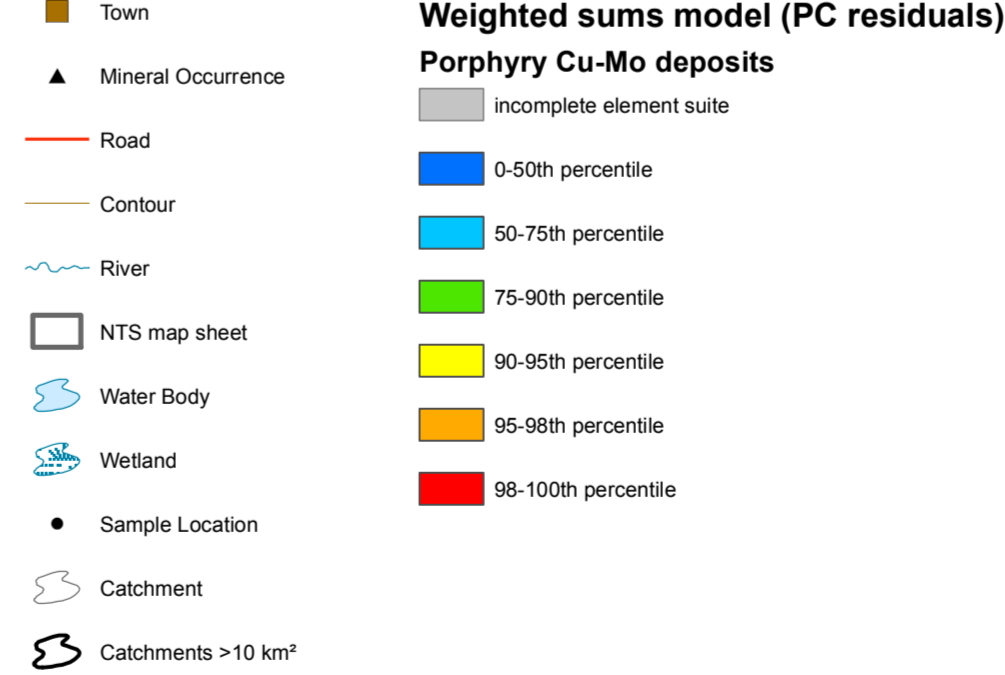 Town
Mineral Occurrence
Road
Contour
River
NTS map sheet
Water Body
Wetland
Sample Location
Catchment
Catchments >10 km²
Weighted sums model (PC residuals)
Porphyry Cu-Mo deposits
incomplete element suite
0-50th percentile
50-75th percentile
75-90th percentile
90-95th percentile
95-98th percentile
98-100th percentile